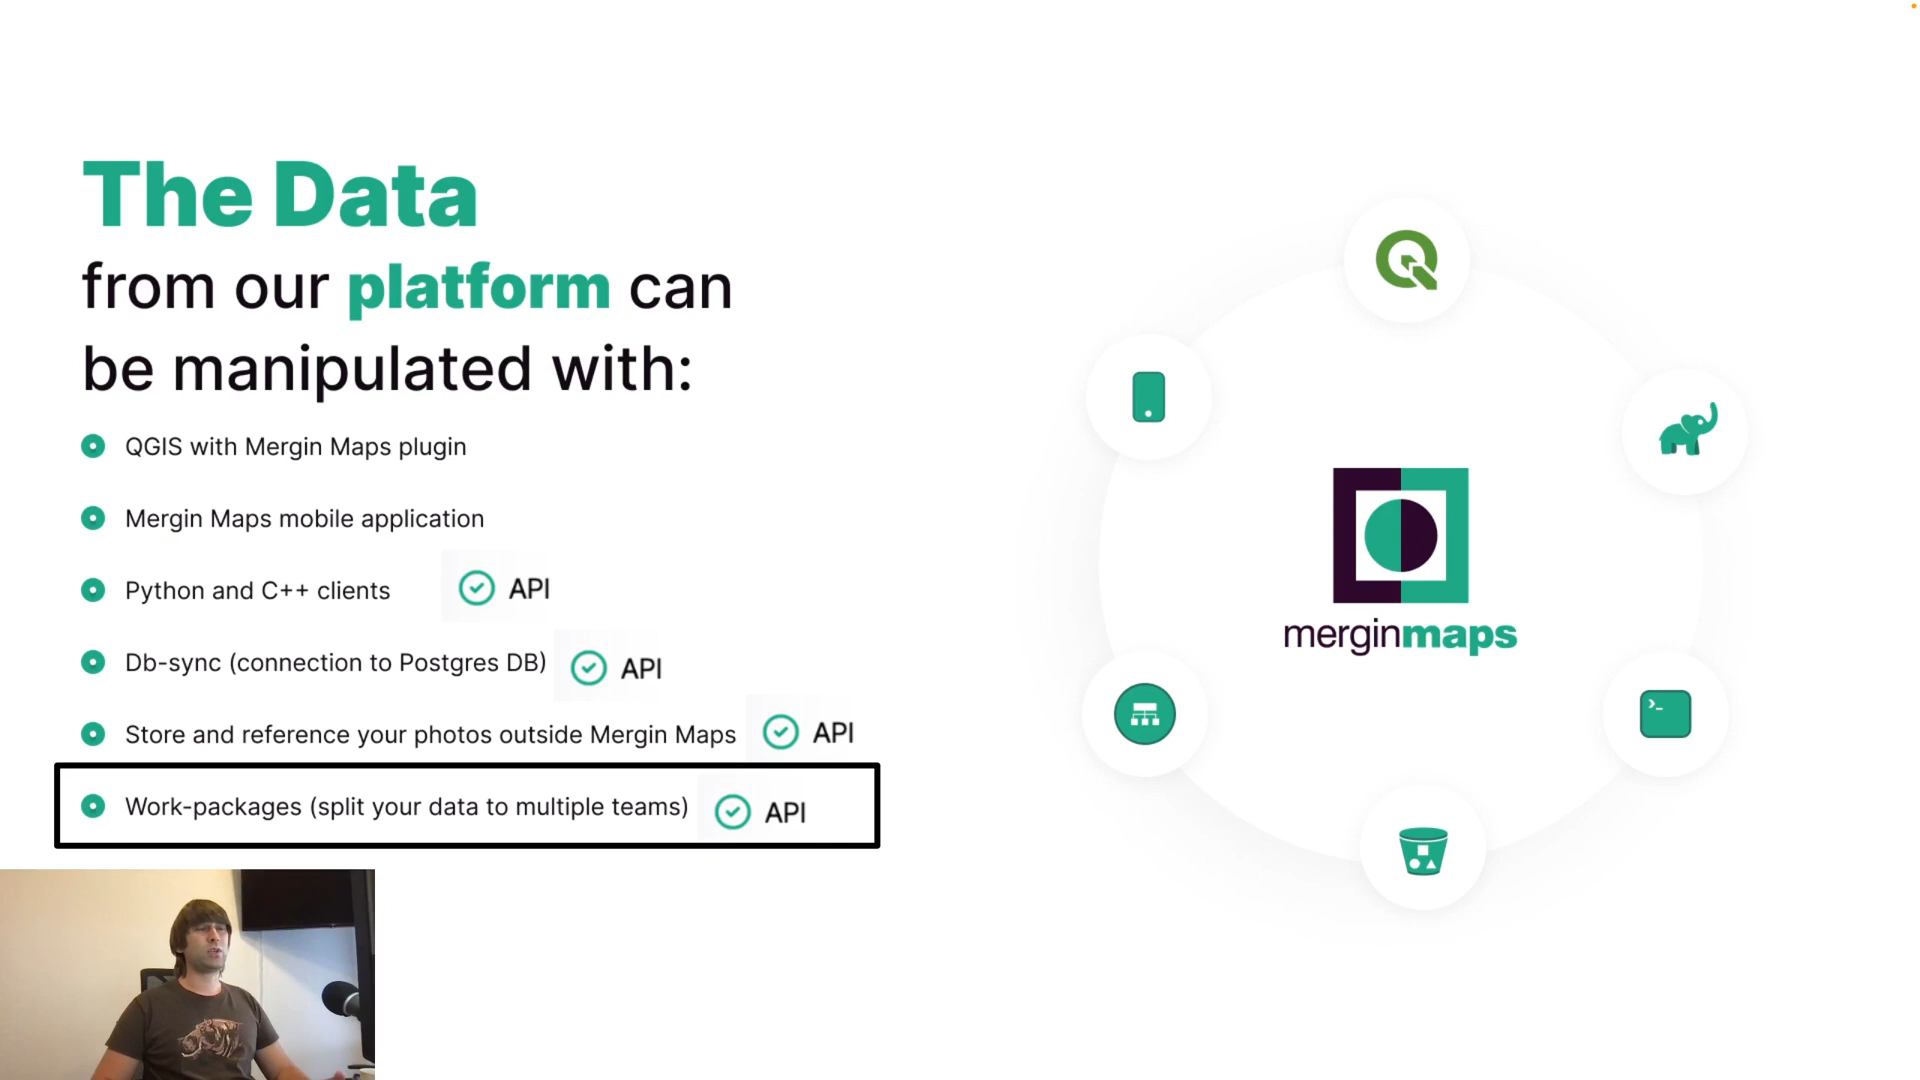 The Data
from our platform can
be manipulated with:
QGIS with Mergin Maps plugin
Mergin Maps mobile application
Python and C++ clients API
Db-sync (connection to Postgres DB) API
Store and reference your photos outside Mergin Maps API
Work-packages (split your data to multiple teams) API
merginmaps